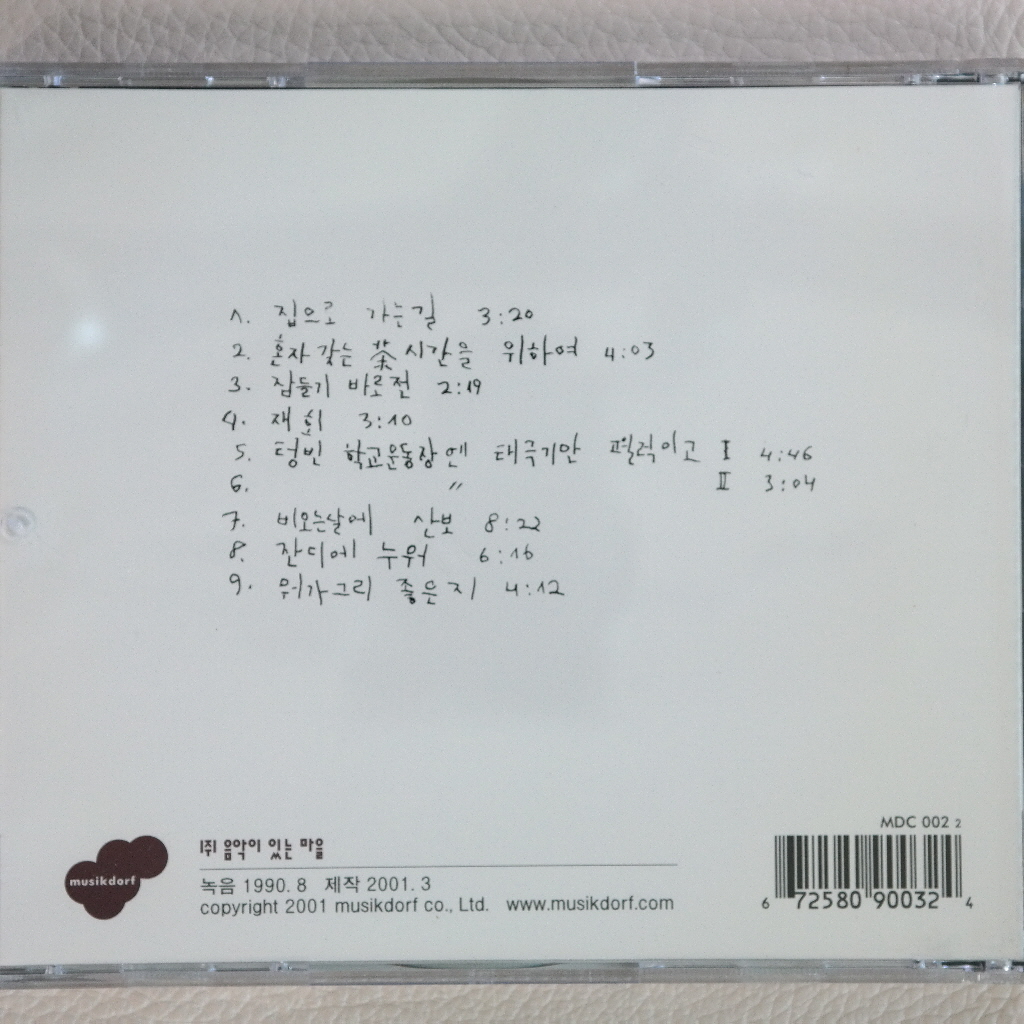 1. 집으로 가는길 3:20
2. 혼자 갖는 茶 시간을 위하여 4:03
3. 잠들기 바로전 2:19
4. 재회 3:10
5. 텅빈 학교운동장엔 태극기만 펄럭이고 I 4:46
6. 〃 II 3:04
7. 비오는날에 산보 8:22
8. 잔디에 누워 6:16
9. 뭐가그리 좋은지 4:12
MDC 002 2
musikdorf
(주) 음악이 있는 마을
녹음 1990. 8 제작 2001. 3
copyright 2001 musikdorf co., Ltd. www.musikdorf.com
6 72580 90032 4